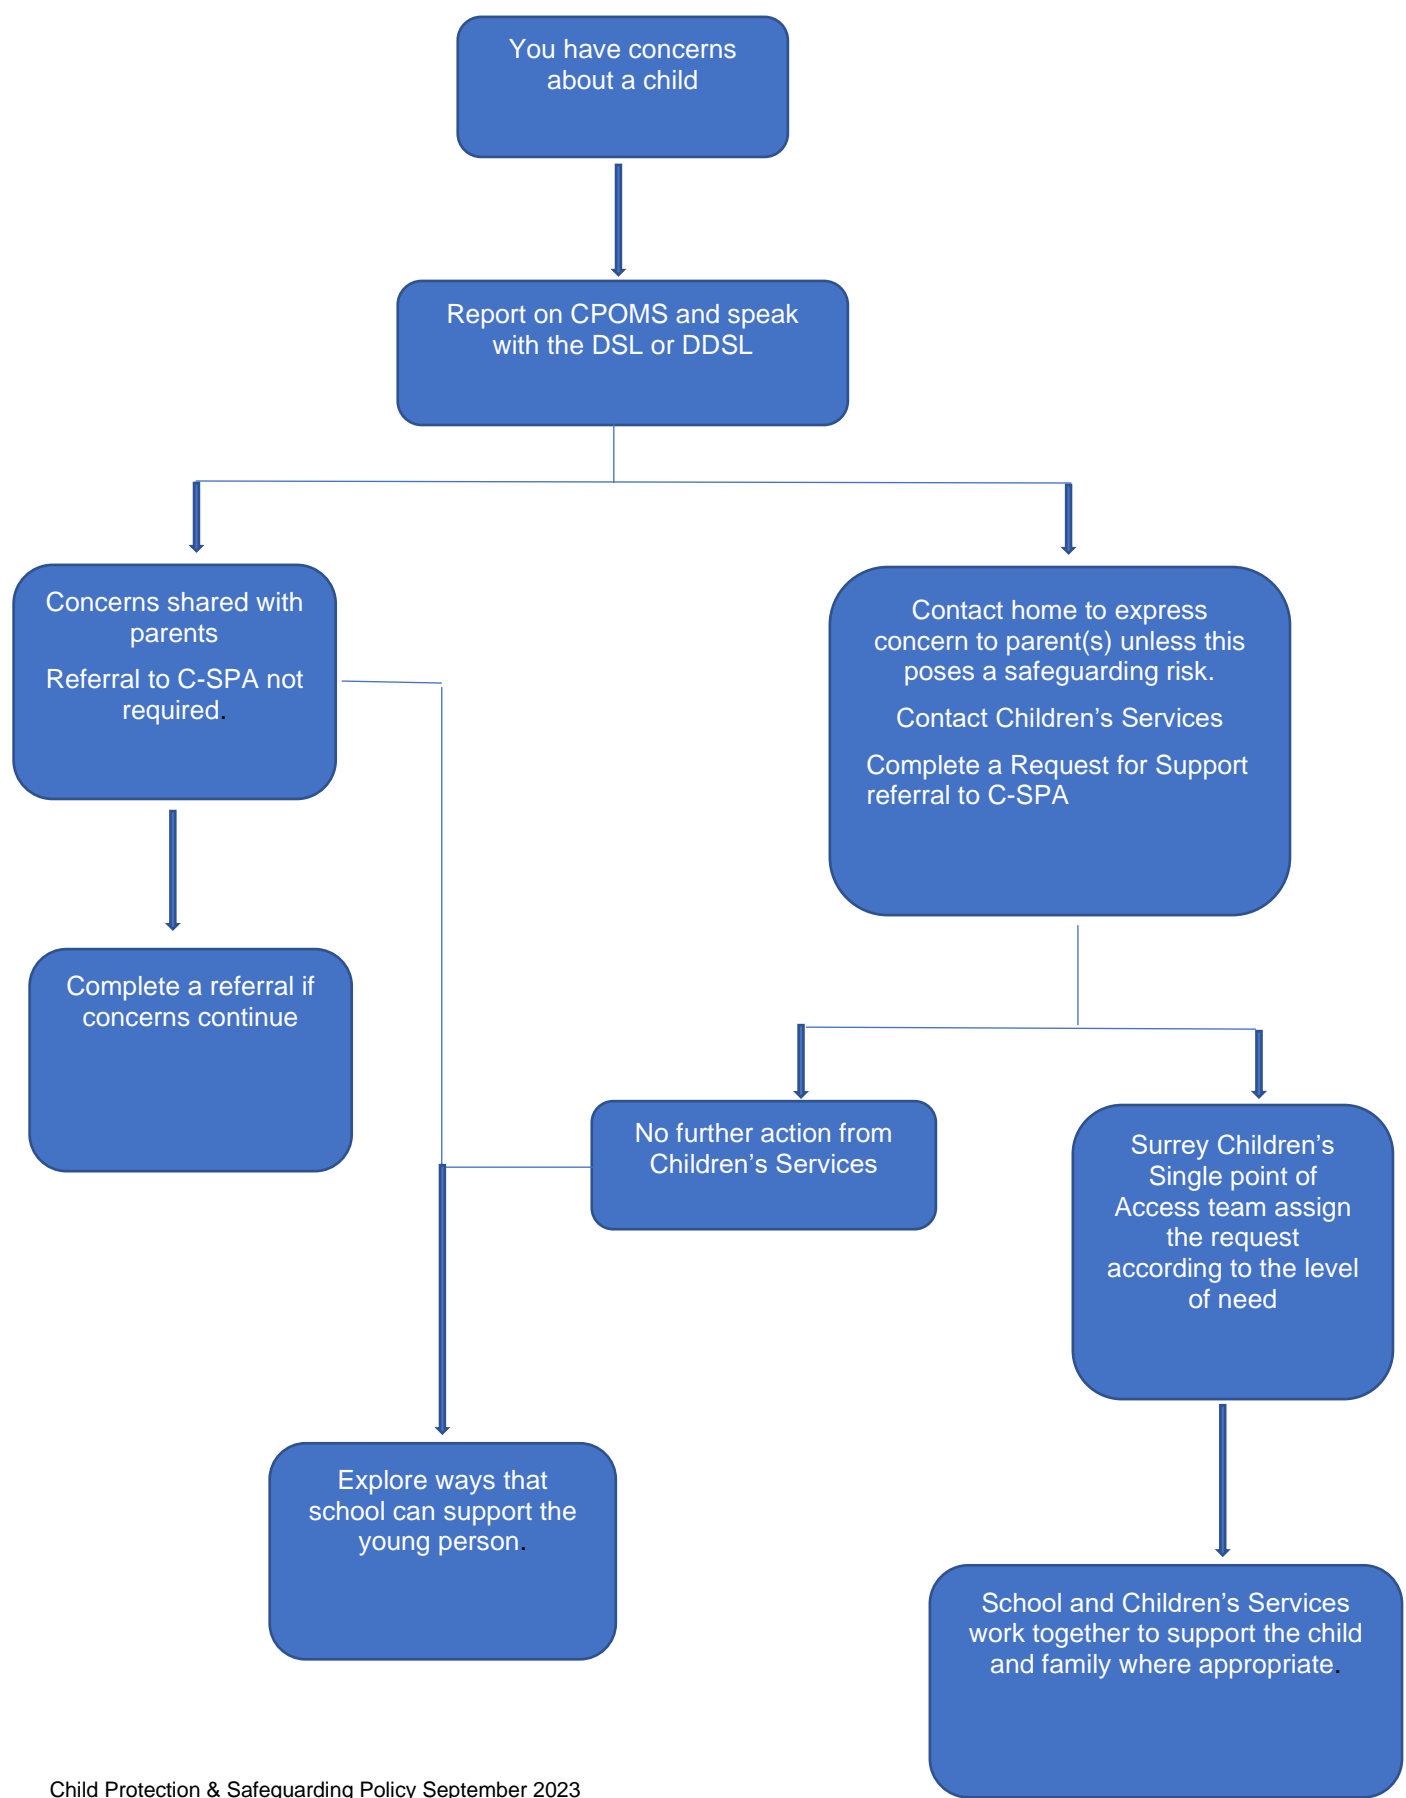 You have concerns
about a child
Report on CPOMS and speak
with the DSL or DDSL
Concerns shared with
parents
Referral to C-SPA not
required.
Contact home to express
concern to parent(s) unless this
poses a safeguarding risk.
Contact Children’s Services
Complete a Request for Support
referral to C-SPA
Complete a referral if
concerns continue
No further action from
Children’s Services
Surrey Children’s
Single point of
Access team assign
the request
according to the level
of need
Explore ways that
school can support the
young person.
School and Children’s Services
work together to support the child
and family where appropriate.
Child Protection & Safeguarding Policy September 2023